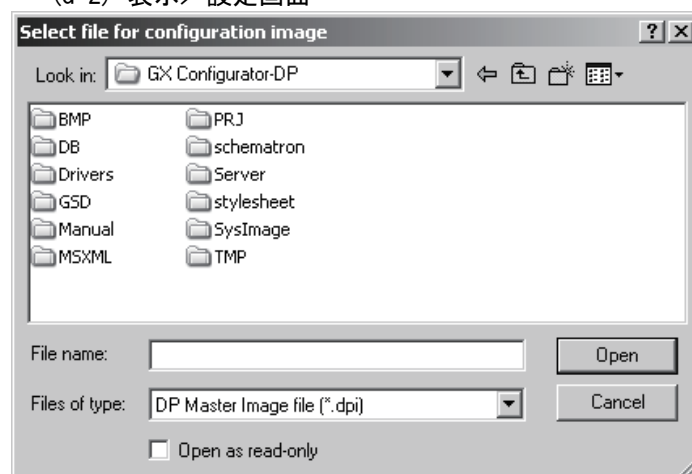 (d-2) 表示/設定画面
Select file for configuration image
Look in: GX Configurator-DP
BMP
DB
Drivers
GSD
Manual
MSXML
PRJ
schematron
Server
stylesheet
SysImage
TMP
File name:
Open
Files of type: DP Master Image file (*.dpi)
Cancel
Open as read-only